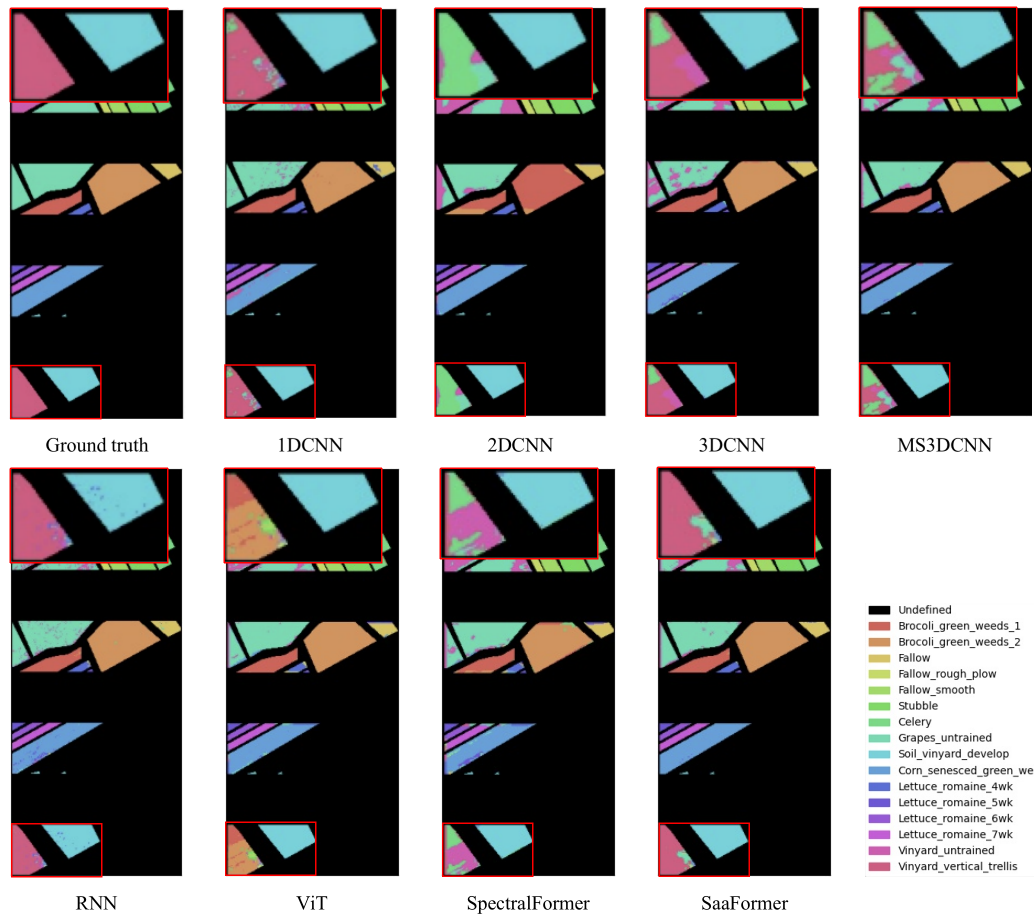 Ground truth
1DCNN
2DCNN
3DCNN
MS3DCNN
Undefined
Brocoli_green_weeds_1
Brocoli_green_weeds_2
Fallow
Fallow_rough_plow
Fallow_smooth
Stubble
Celery
Grapes_untrained
Soil_vinyard_develop
Corn_senesced_green_we
Lettuce_romaine_4wk
Lettuce_romaine_5wk
Lettuce_romaine_6wk
Lettuce_romaine_7wk
Vinyard_untrained
Vinyard_vertical_trellis
RNN
ViT
SpectralFormer
SaaFormer